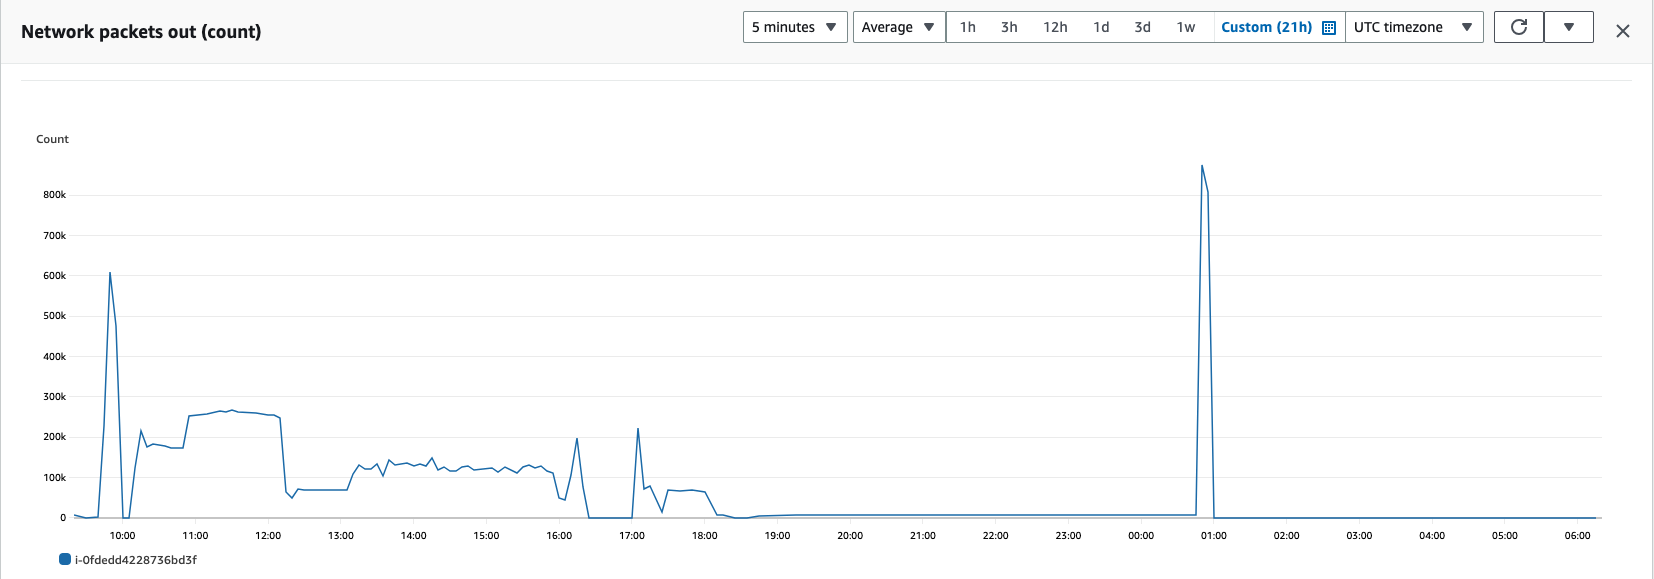 Network packets out (count)
5 minutes Average 1h 3h 12h 1d 3d 1w Custom (21h) UTC timezone
Count
800k
700k
600k
500k
400k
300k
200k
100k
0
10:00 11:00 12:00 13:00 14:00 15:00 16:00 17:00 18:00 19:00 20:00 21:00 22:00 23:00 00:00 01:00 02:00 03:00 04:00 05:00 06:00
i-0fdedd4228736bd3f